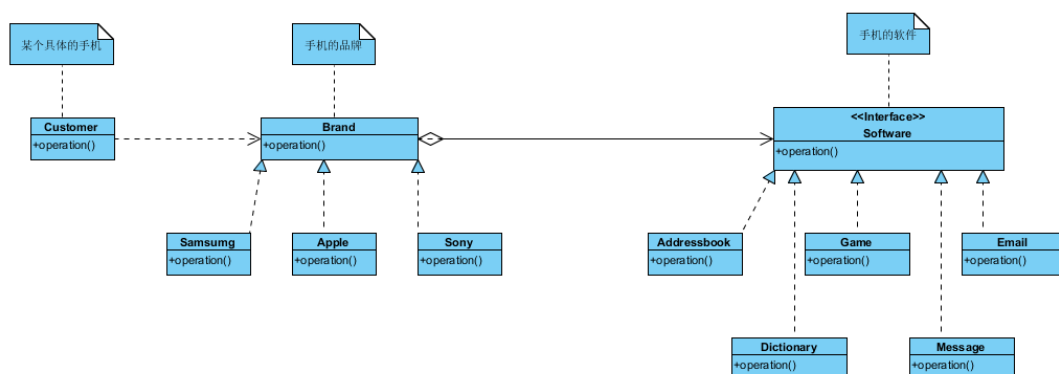 某个具体的手机
手机的品牌
手机的软件
Customer
+operation()
Brand
+operation()
<<Interface>>
Software
+operation()
Samsumg
+operation()
Apple
+operation()
Sony
+operation()
Addressbook
+operation()
Game
+operation()
Email
+operation()
Dictionary
+operation()
Message
+operation()